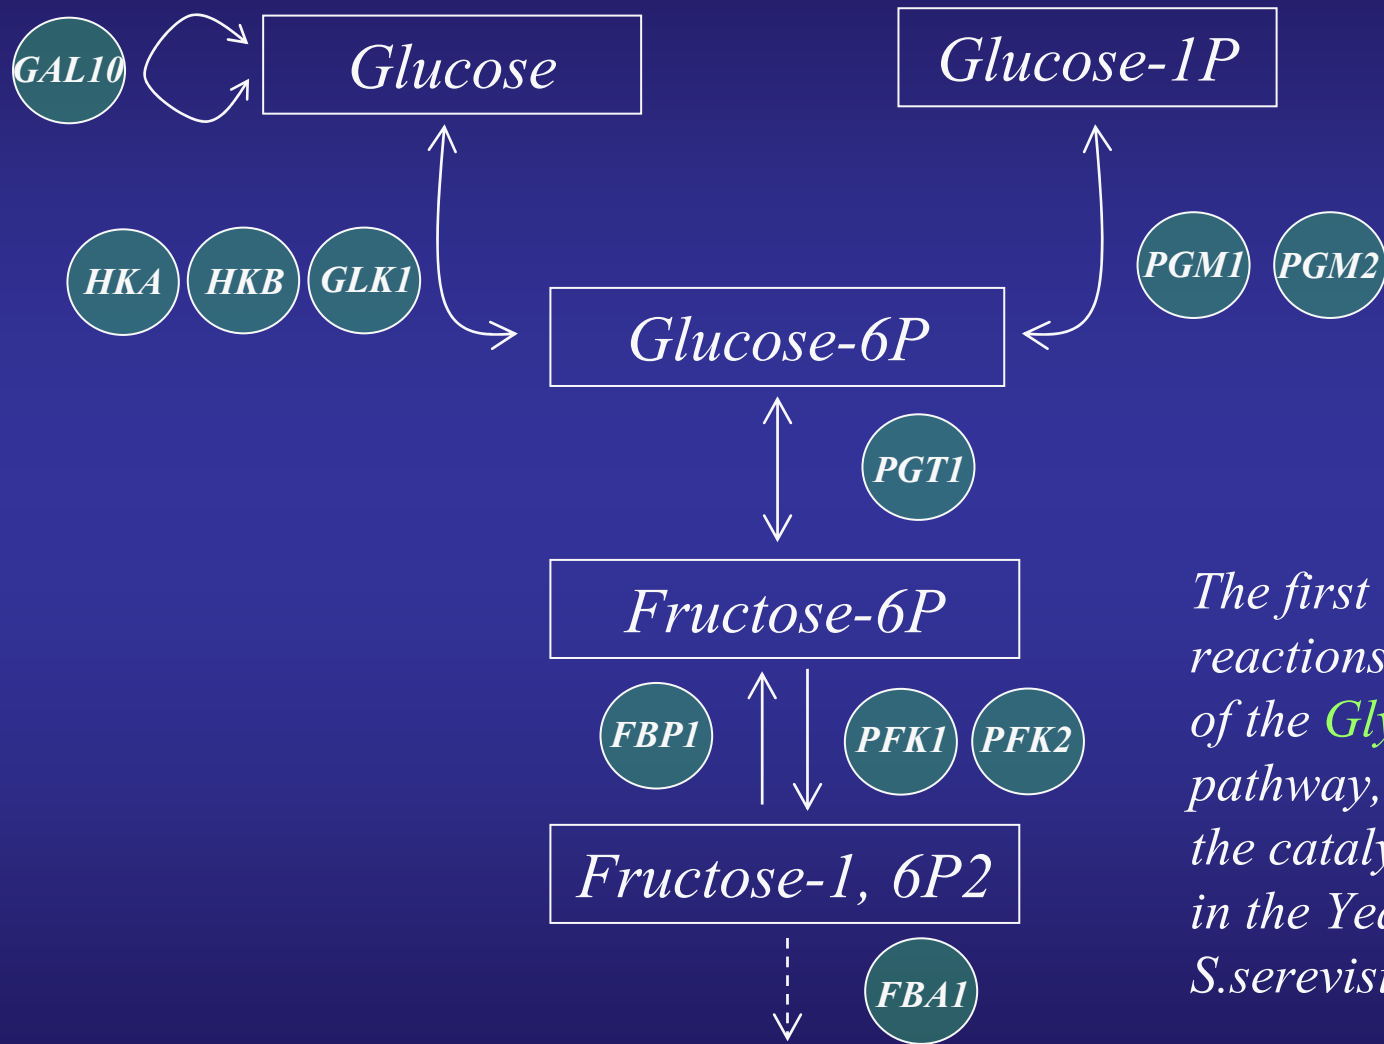 GAL10
Glucose
Glucose-1P
HKA
HKB
GLK1
PGM1
PGM2
Glucose-6P
PGT1
Fructose-6P
FBP1
PFK1
PFK2
Fructose-1, 6P2
FBA1
The first
reactions
of the
pathway,
the
in the